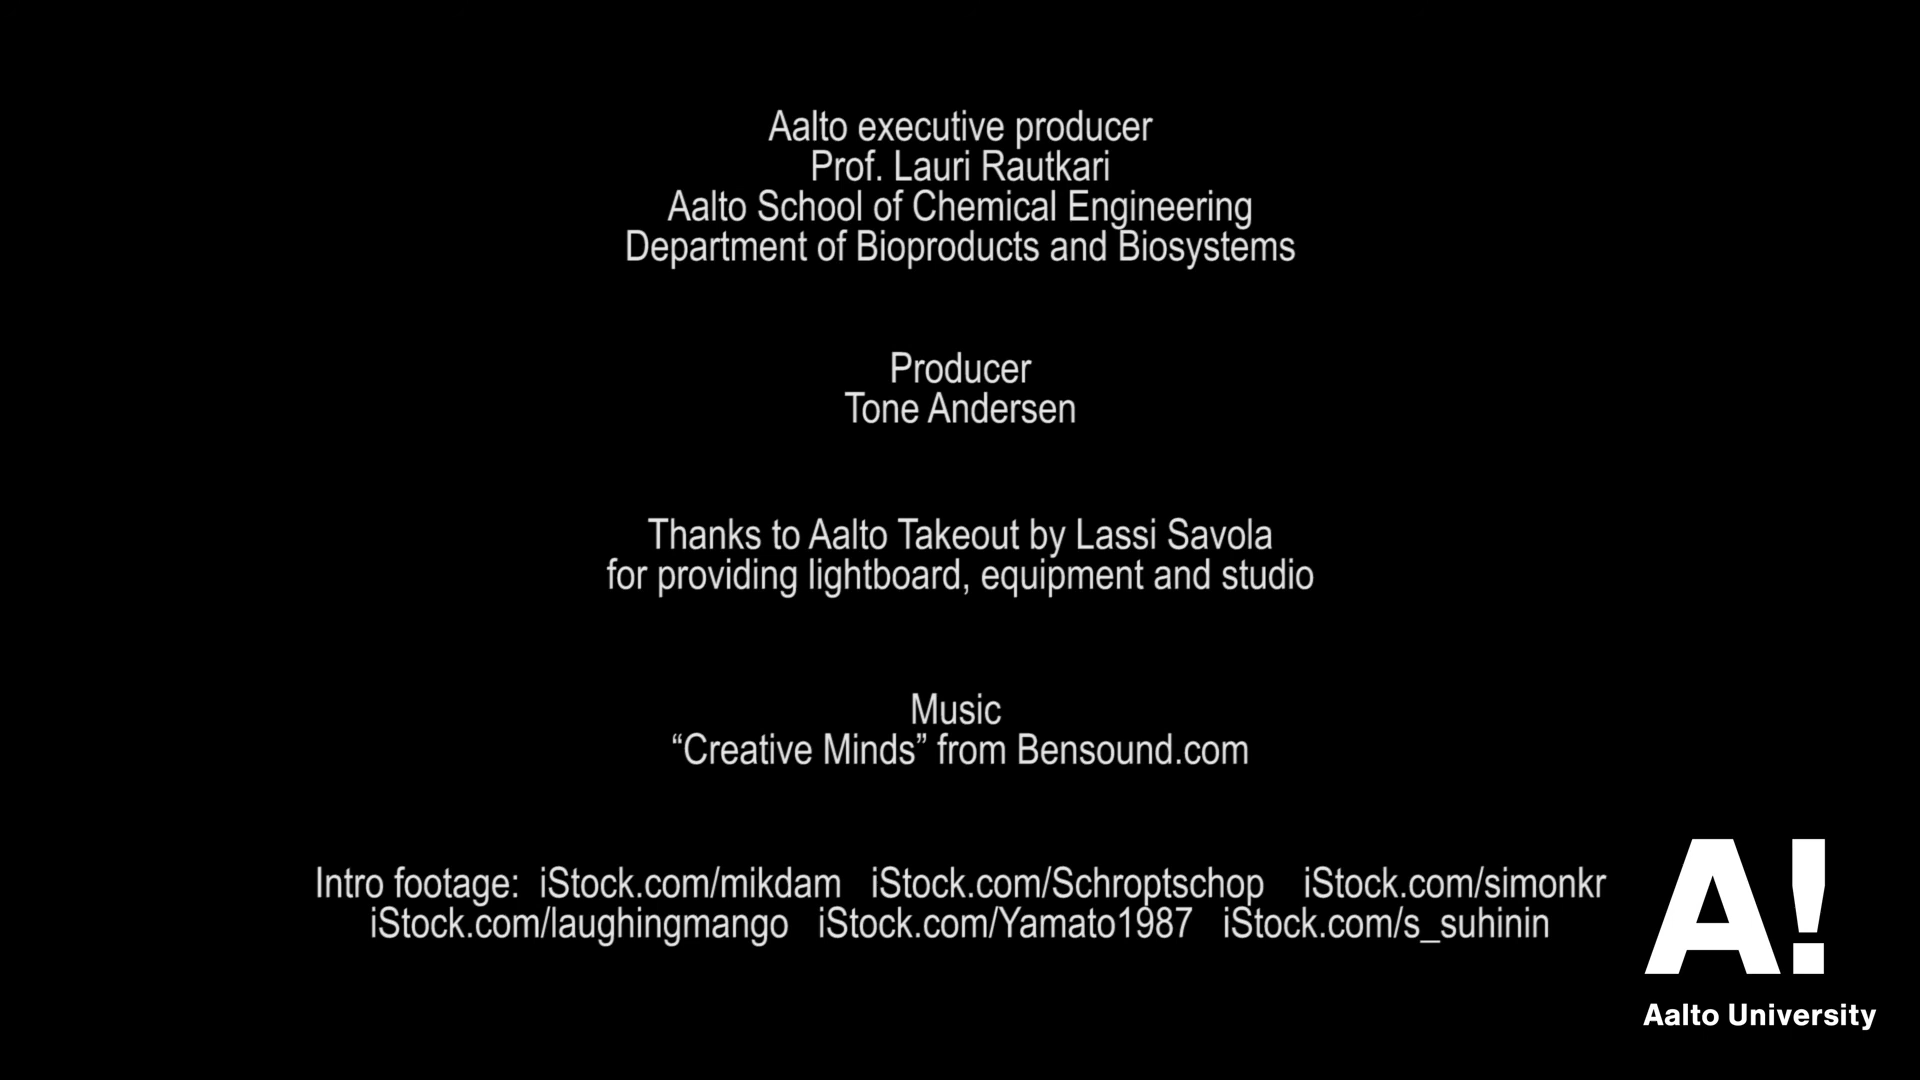 Aalto executive producer
Prof. Lauri Rautkari
Aalto School of Chemical Engineering
Department of Bioproducts and Biosystems
Producer
Tone Andersen
Thanks to Aalto Takeout by Lassi Savola
for providing lightboard, equipment and studio
Music
“Creative Minds” from Bensound.com
Intro footage: iStock.com/mikdam iStock.com/Schroptschop iStock.com/simonkr
iStock.com/laughingmango iStock.com/Yamato1987 iStock.com/s_suhinin
A!
Aalto University